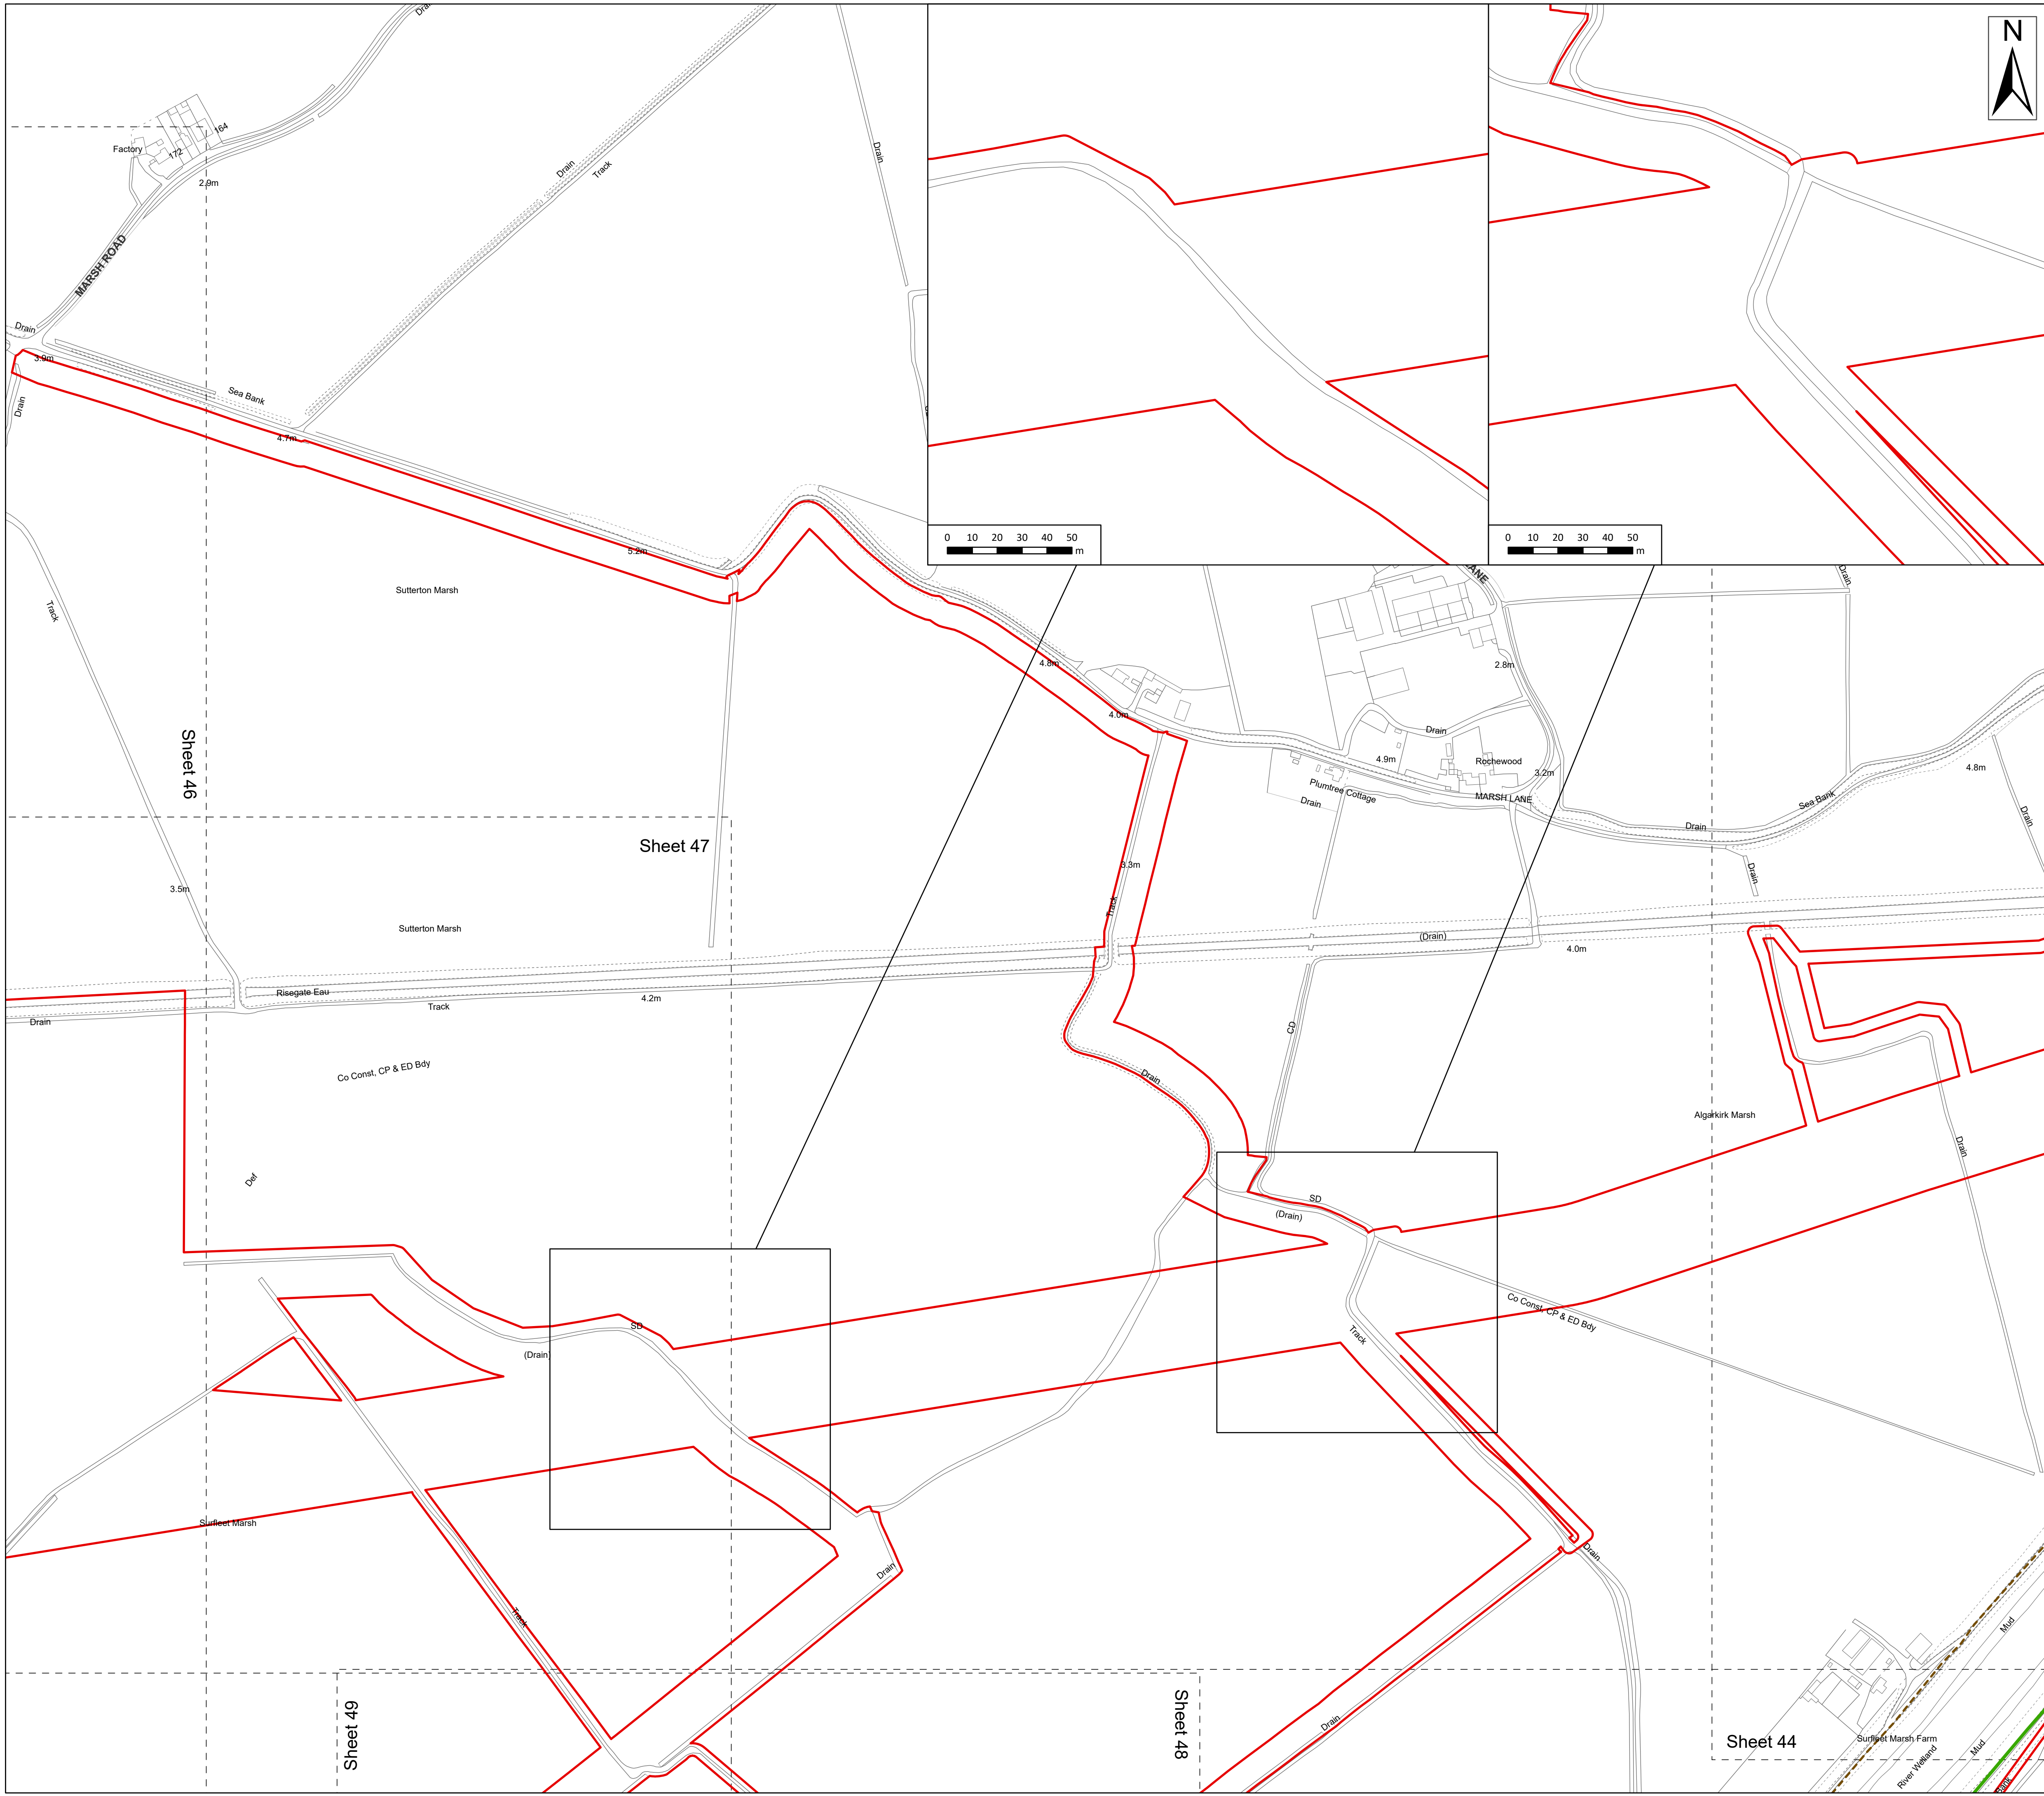 Drain
N
164
Factory
172
2.9m
Drain
Track
Drain
MARSH ROAD
Drain
3.9m
Drain
Sea Bank
4.7m
5.2m
0 10 20 30 40 50
m
0 10 20 30 40 50
m
Sutterton Marsh
Track
Drain
4.8m
2.8m
4.0m
Drain
4.9m
Rochewood
3.2m
Plumtree Cottage
Drain
MARSH LANE
4.8m
Sea Bank
Drain
Drain
Drain
Sheet 46
Sheet 47
3.3m
3.5m
Track
Sutterton Marsh
(Drain)
4.0m
Risegate Eau
4.2m
Track
Drain
CD
Co Const, CP & ED Bdy
Drain
Algarkirk Marsh
Drain
Def
SD
(Drain)
Co Const, CP & ED Bdy
SD
Track
(Drain)
Surfleet Marsh
Drain
Drain
Track
Mud
Sheet 49
Sheet 48
Drain
Sheet 44
Surfleet Marsh Farm
Mud
River Welland
Bank